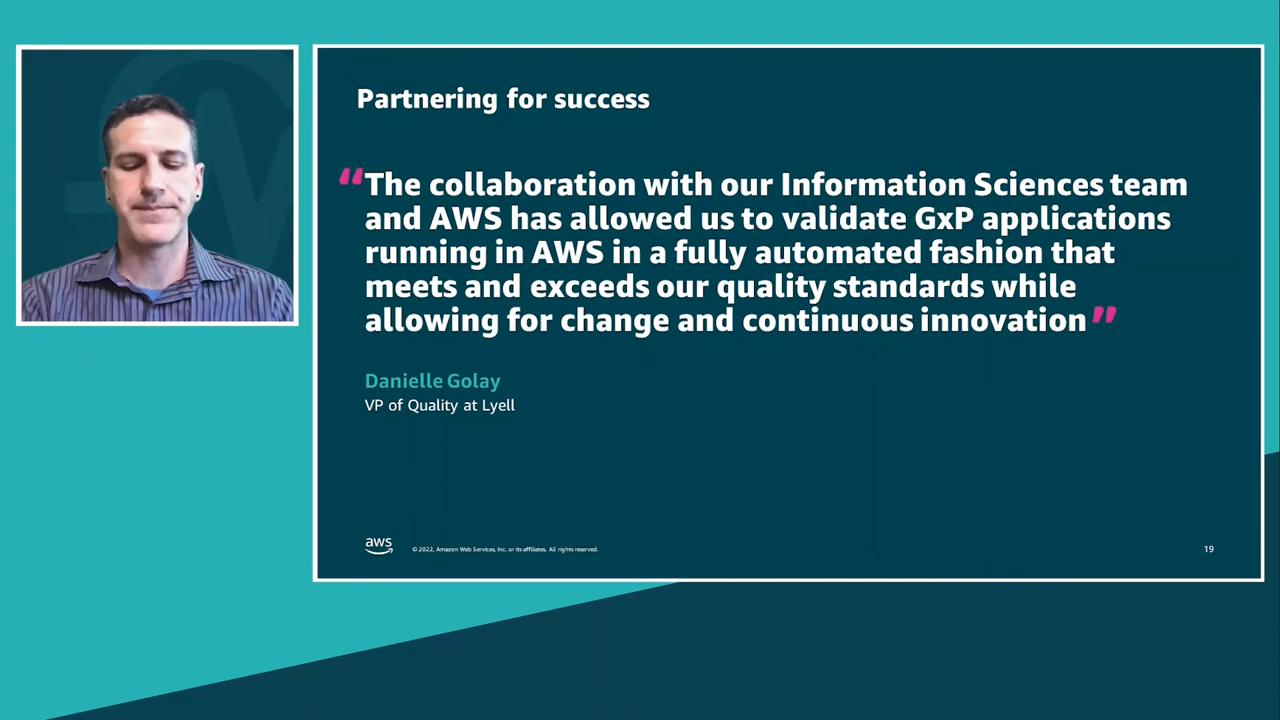 Partnering for success
“The collaboration with our Information Sciences team
and AWS has allowed us to validate GxP applications
running in AWS in a fully automated fashion that
meets and exceeds our quality standards while
allowing for change and continuous innovation”
Danielle Golay
VP of Quality at Lyell
aws
© 2022, Amazon Web Services, Inc. or its affiliates. All rights reserved.
19